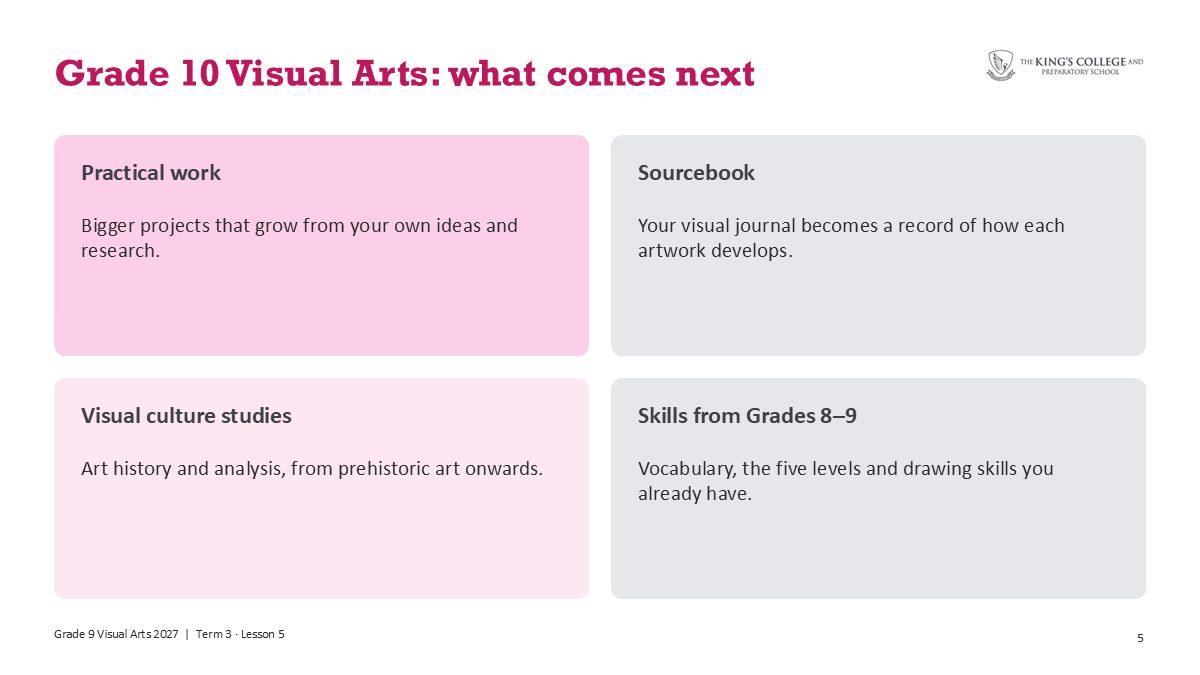 Grade 10 Visual Arts: what comes next
THE KING'S COLLEGE AND
PREPARATORY SCHOOL
Practical work
Bigger projects that grow from your own ideas and
research.
Sourcebook
Your visual journal becomes a record of how each
artwork develops.
Visual culture studies
Art history and analysis, from prehistoric art onwards.
Skills from Grades 8–9
Vocabulary, the five levels and drawing skills you
already have.
Grade 9 Visual Arts 2027 | Term 3 · Lesson 5
5